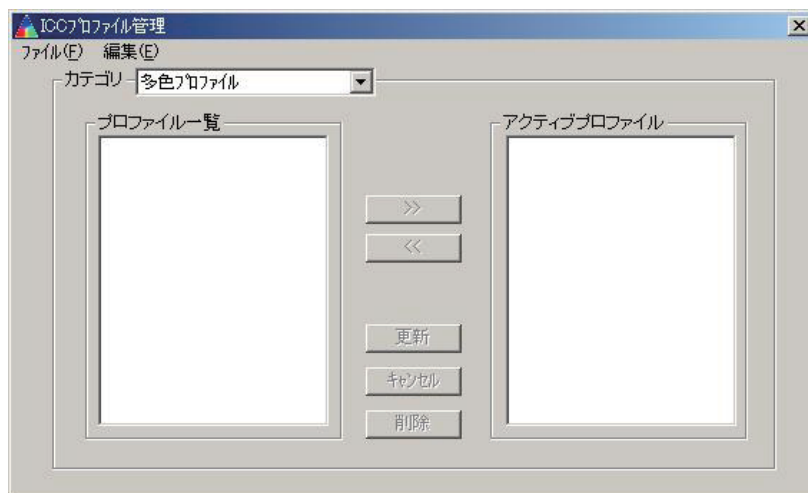 ICCﾌﾟﾛﾌｧｲﾙ管理
ﾌｧｲﾙ(F) 編集(E)
カテゴリ 多色ﾌﾟﾛﾌｧｲﾙ
プロファイル一覧
アクティブプロファイル
>>
<<
更新
ｷｬﾝｾﾙ
削除